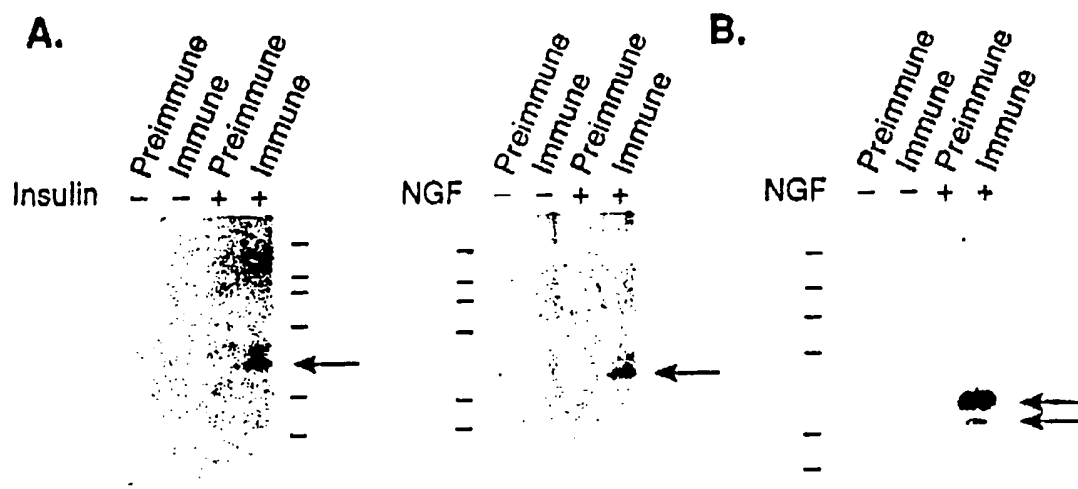 A.
Preimmune
Immune
Preimmune
Immune
Insulin − − + +
Preimmune
Immune
Preimmune
Immune
NGF − − + +
B.
Preimmune
Immune
Preimmune
Immune
NGF − − + +